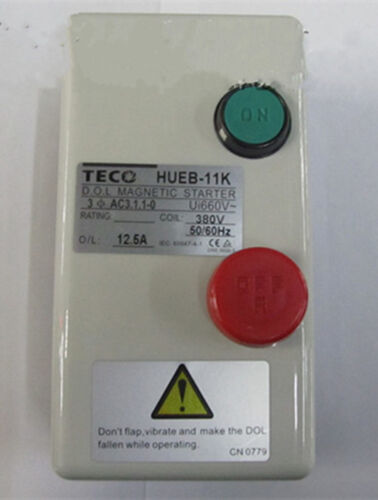 ON
TECO HUEB-11K
D.O.L MAGNETIC STARTER
3 Φ AC3.1.1-0 Ui660V~
RATING COIL: 380V
50/60Hz
O/L: 12.5A IEC 60947-4-1 CE
Don't flap,vibrate and make the DOL
fallen while operating.
CN 0779